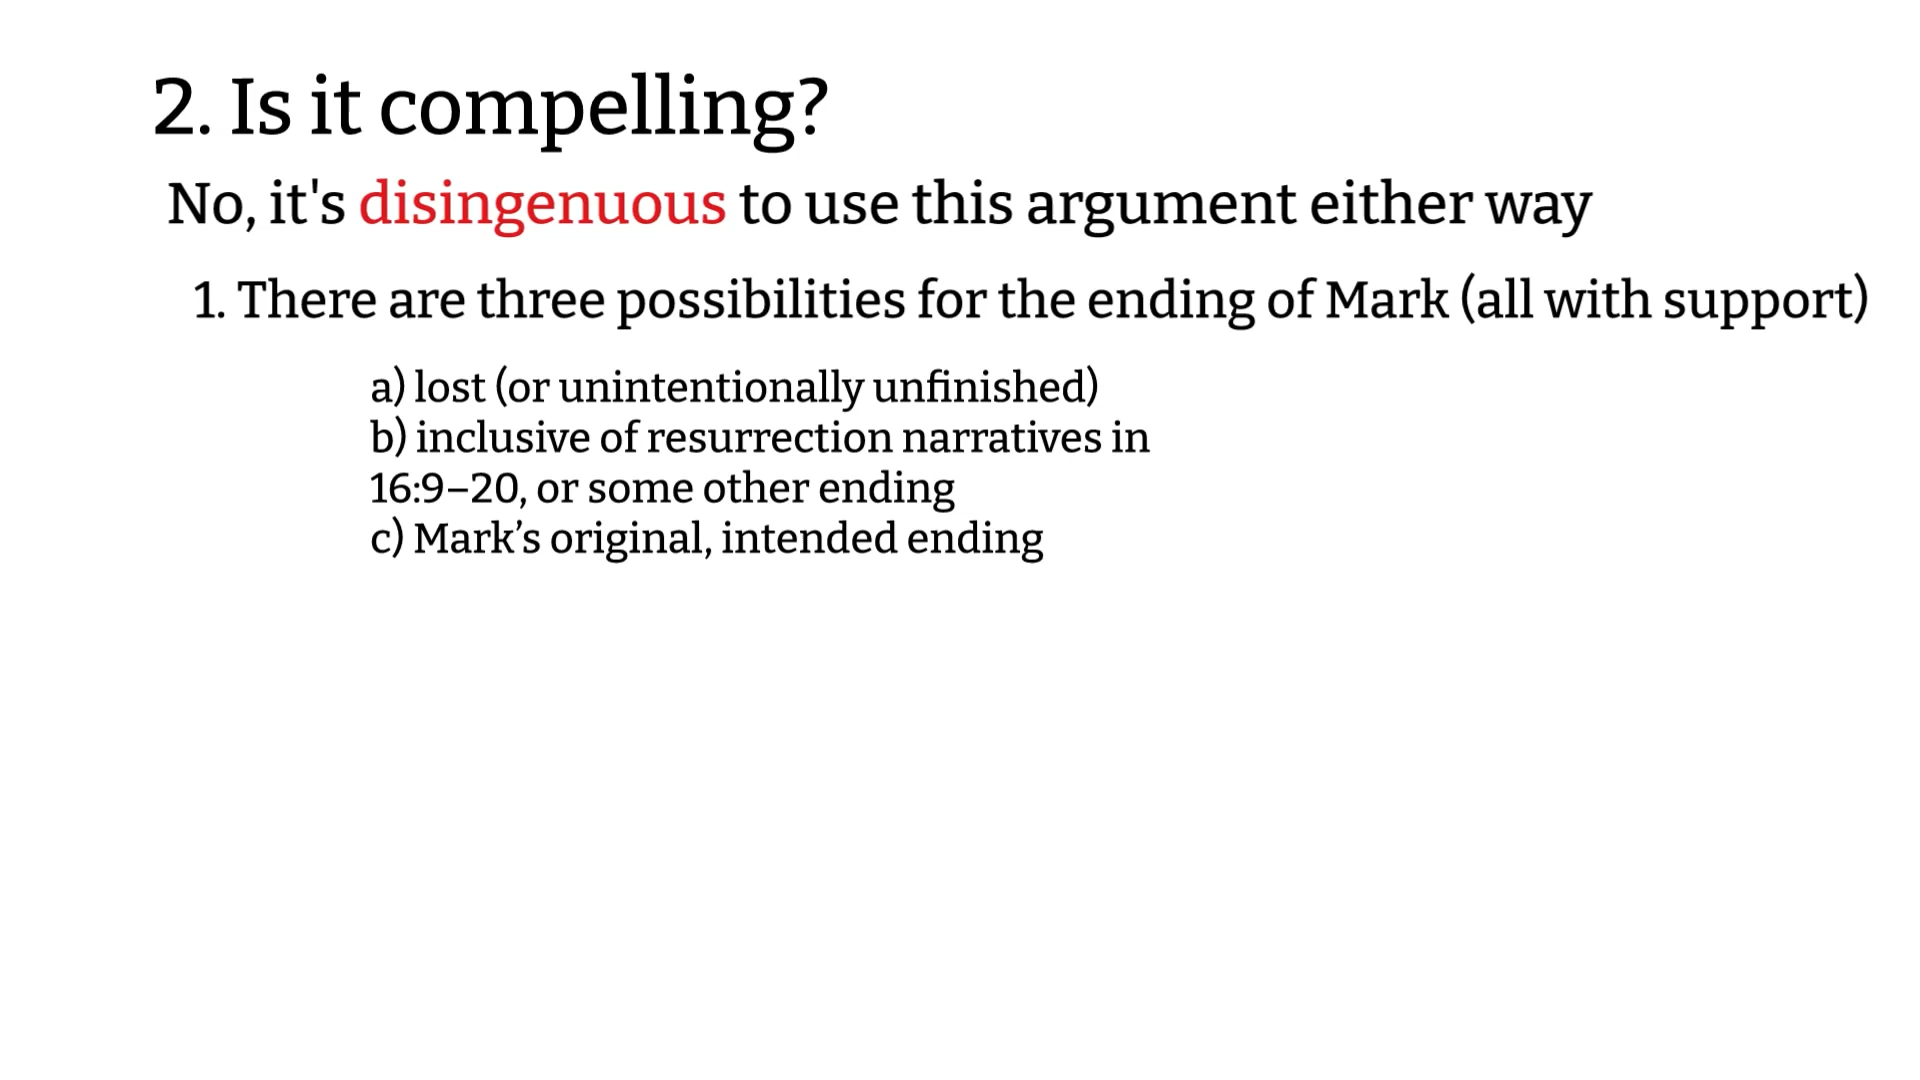 2. Is it compelling?
No, it's disingenuous to use this argument either way
1. There are three possibilities for the ending of Mark (all with support)
a) lost (or unintentionally unfinished)
b) inclusive of resurrection narratives in
16:9–20, or some other ending
c) Mark’s original, intended ending